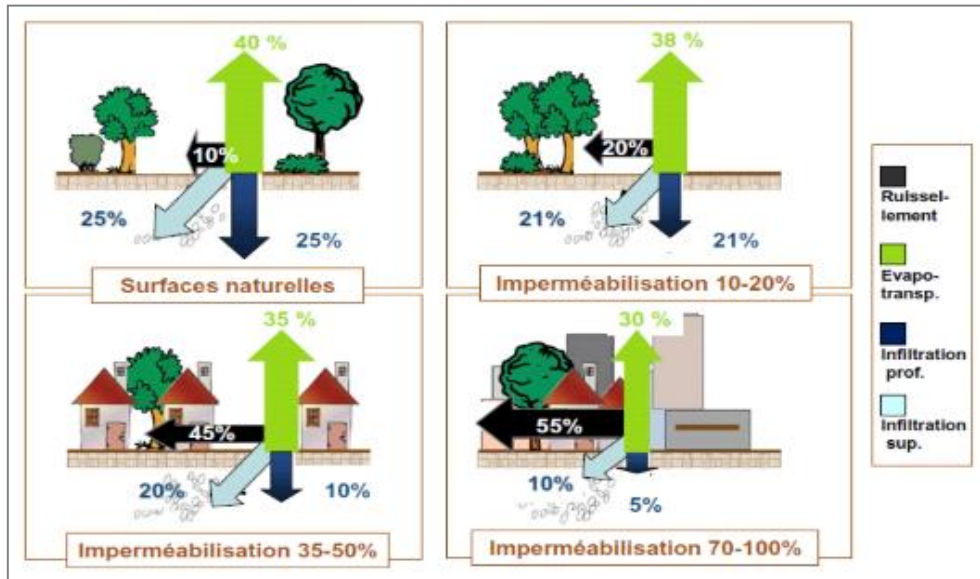 40 %
10%
25%
25%
Surfaces naturelles
38 %
20%
21%
21%
Imperméabilisation 10-20%
35 %
45%
20%
10%
Imperméabilisation 35-50%
30 %
55%
10%
5%
Imperméabilisation 70-100%
Ruissel-
lement
Evapo-
transp.
Infiltration
prof.
Infiltration
sup.